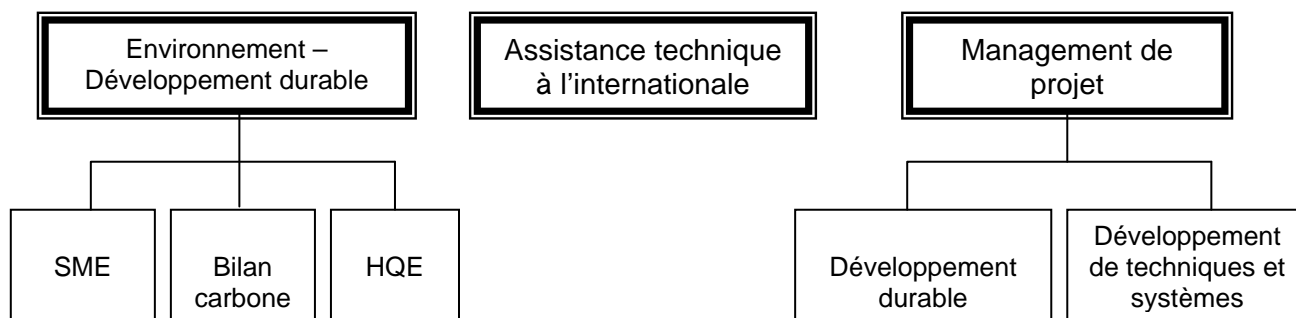 Environnement –
Développement durable
Assistance technique
à l'internationale
Management de
projet
SME
Bilan
carbone
HQE
Développement
durable
Développement
de techniques et
systèmes